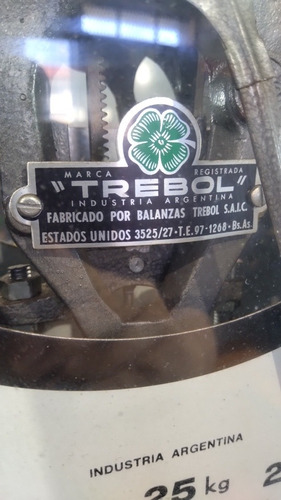 MARCA REGISTRADA
"TREBOL"
INDUSTRIA ARGENTINA
FABRICADO POR BALANZAS TREBOL S.A.I.C.
ESTADOS UNIDOS 3525/27-T.E. 97-1268-Bs.As.
INDUSTRIA ARGENTINA
25 kg 2